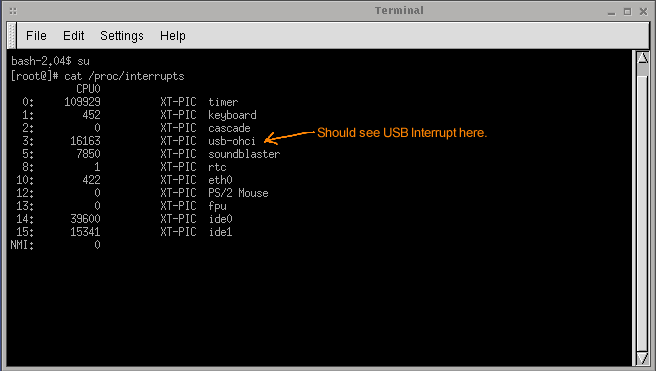 Terminal
File Edit Settings Help
bash-2.04$ su
[root@]# cat /proc/interrupts
CPU0
0: 109929 XT-PIC timer
1: 452 XT-PIC keyboard
2: 0 XT-PIC cascade
3: 16163 XT-PIC usb-ohci Should see USB Interrupt here.
5: 7850 XT-PIC soundblaster
8: 1 XT-PIC rtc
10: 422 XT-PIC eth0
12: 0 XT-PIC PS/2 Mouse
13: 0 XT-PIC fpu
14: 39600 XT-PIC ide0
15: 15341 XT-PIC ide1
NMI: 0